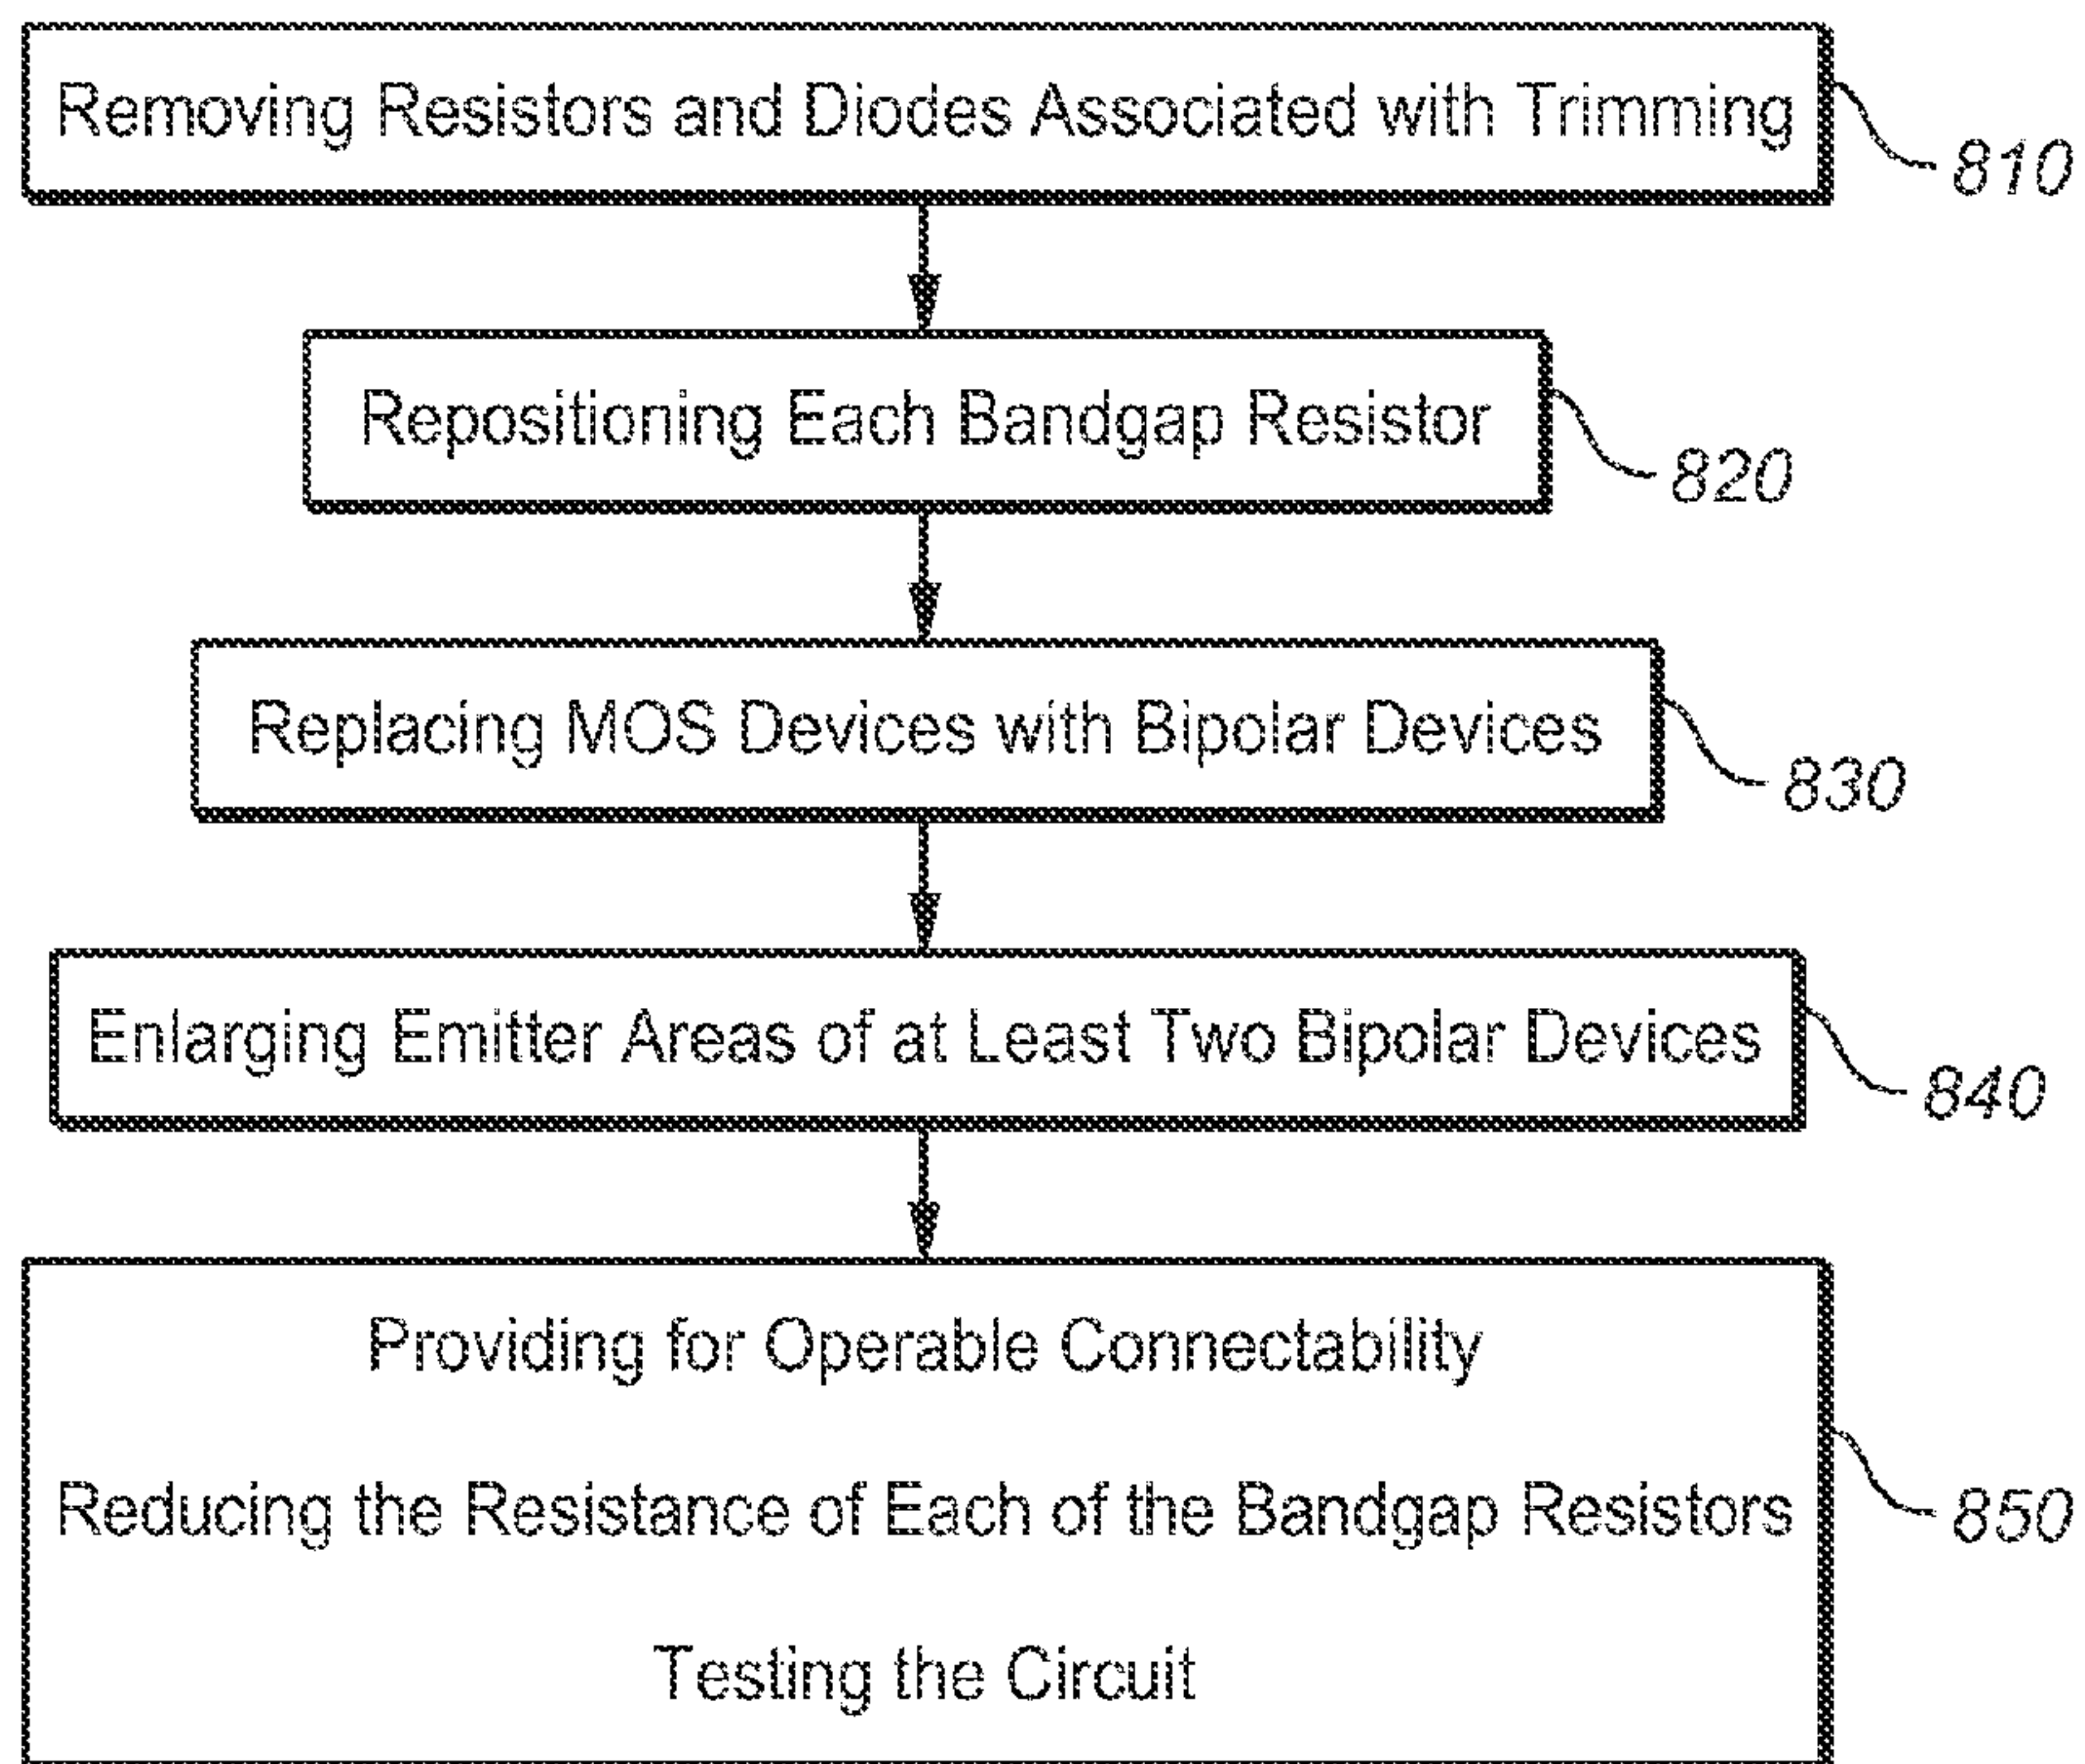 Removing Resistors and Diodes Associated with Trimming
810
Repositioning Each Bandgap Resistor
820
Replacing MOS Devices with Bipolar Devices
830
Enlarging Emitter Areas of at Least Two Bipolar Devices
840
Providing for Operable Connectability
Reducing the Resistance of Each of the Bandgap Resistors
850
Testing the Circuit